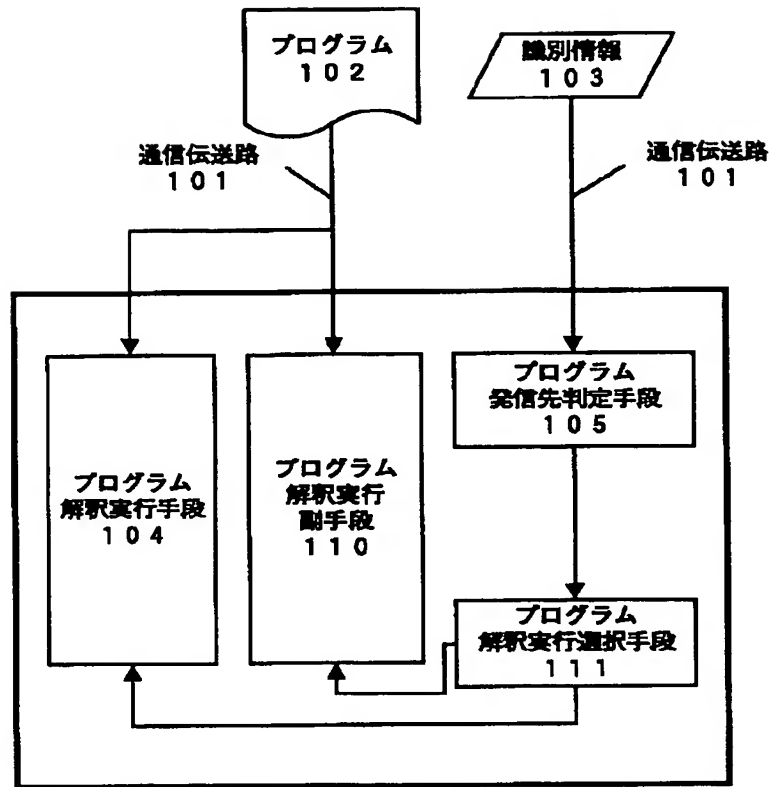 プログラム
１０２
識別情報
１０３
通信伝送路
１０１
通信伝送路
１０１
プログラム
解釈実行手段
１０４
プログラム
解釈実行
副手段
１１０
プログラム
発信先判定手段
１０５
プログラム
解釈実行選択手段
１１１